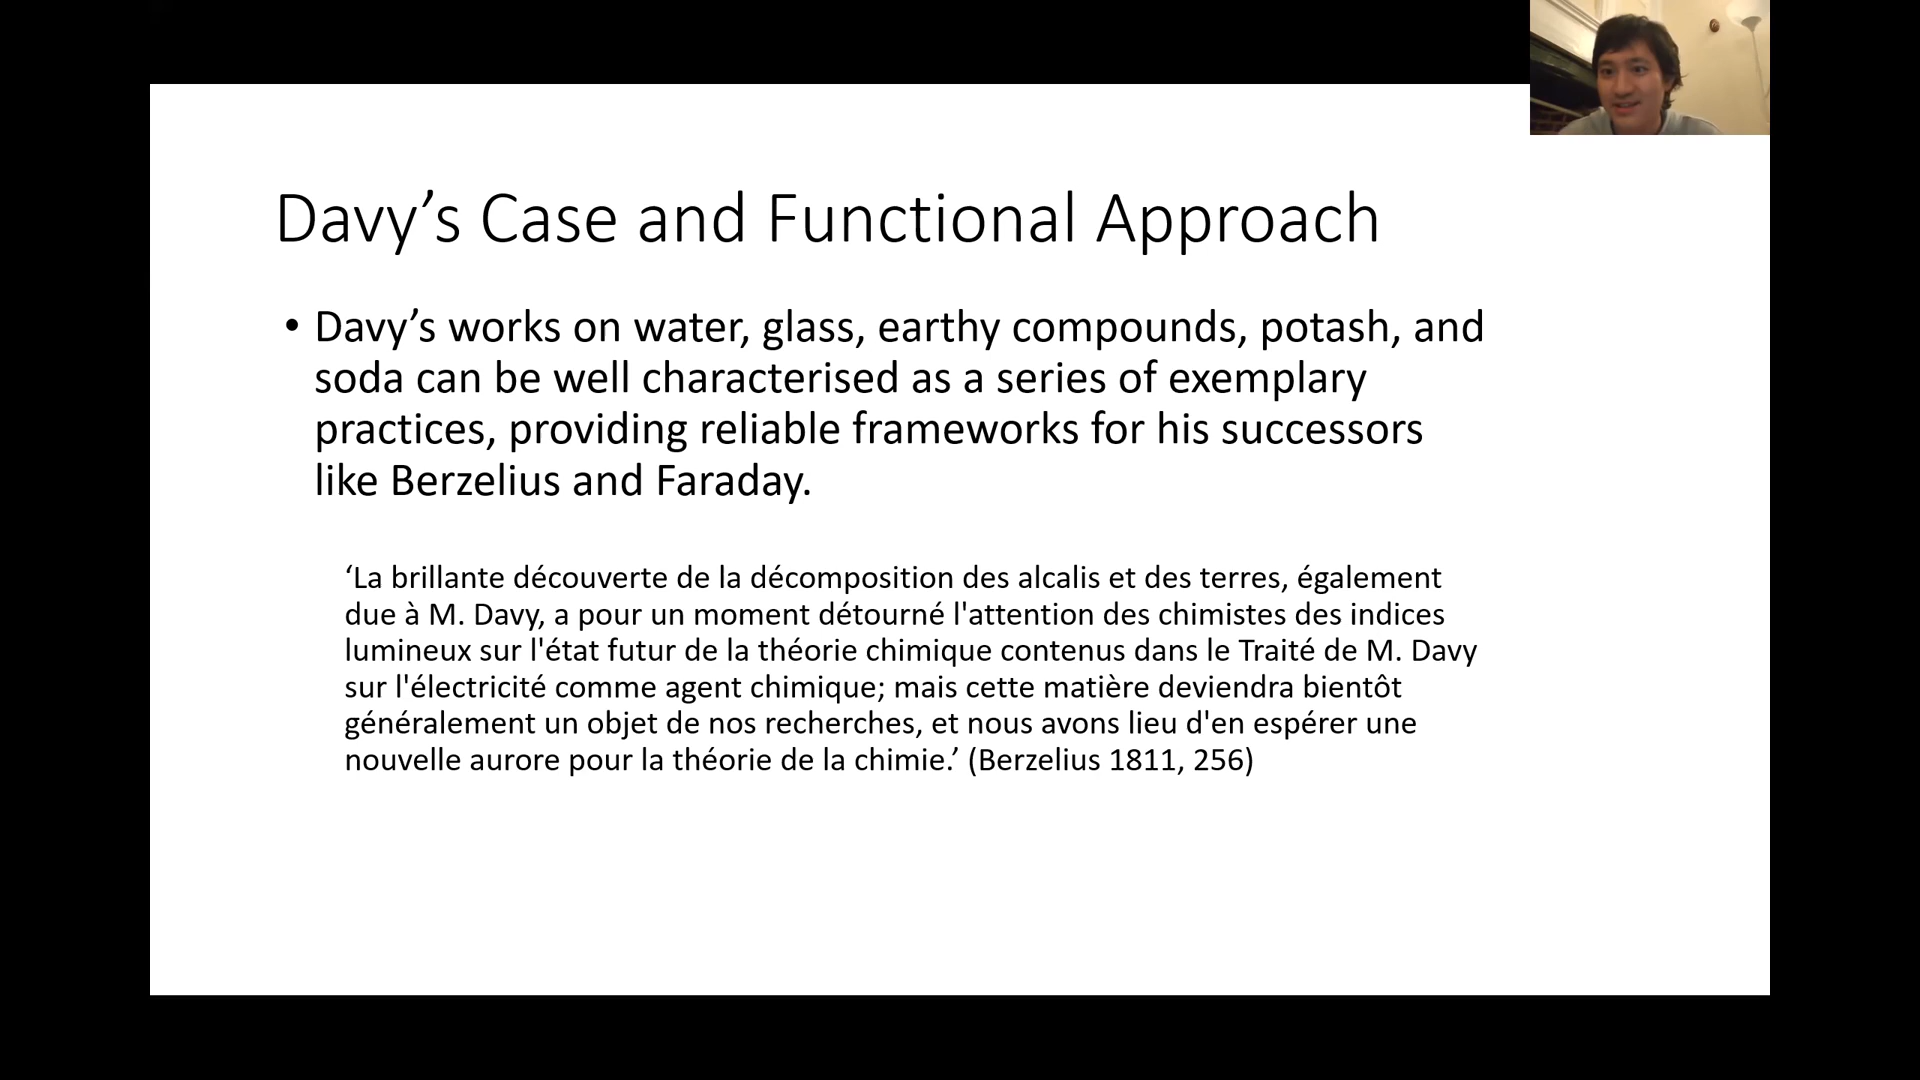 Davy’s Case and Functional Approach
• Davy’s works on water, glass, earthy compounds, potash, and
soda can be well characterised as a series of exemplary
practices, providing reliable frameworks for his successors
like Berzelius and Faraday.
‘La brillante découverte de la décomposition des alcalis et des terres, également
due à M. Davy, a pour un moment détourné l'attention des chimistes des indices
lumineux sur l'état futur de la théorie chimique contenus dans le Traité de M. Davy
sur l'électricité comme agent chimique; mais cette matière deviendra bientôt
généralement un objet de nos recherches, et nous avons lieu d'en espérer une
nouvelle aurore pour la théorie de la chimie.’ (Berzelius 1811, 256)